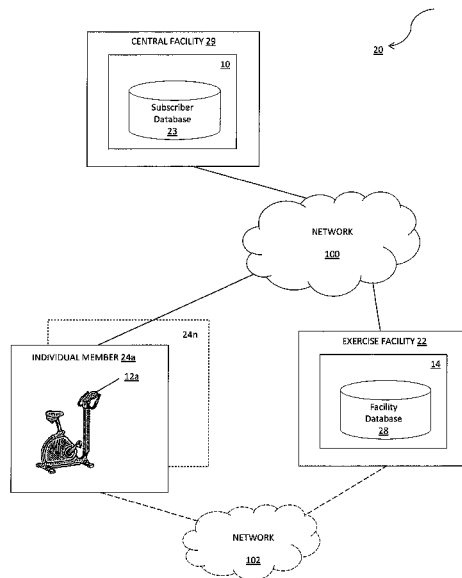 CENTRAL FACILITY 29
20
10
Subscriber
Database
23
NETWORK
100
24n
INDIVIDUAL MEMBER 24a
12a
EXERCISE FACILITY 22
14
Facility
Database
28
NETWORK
102